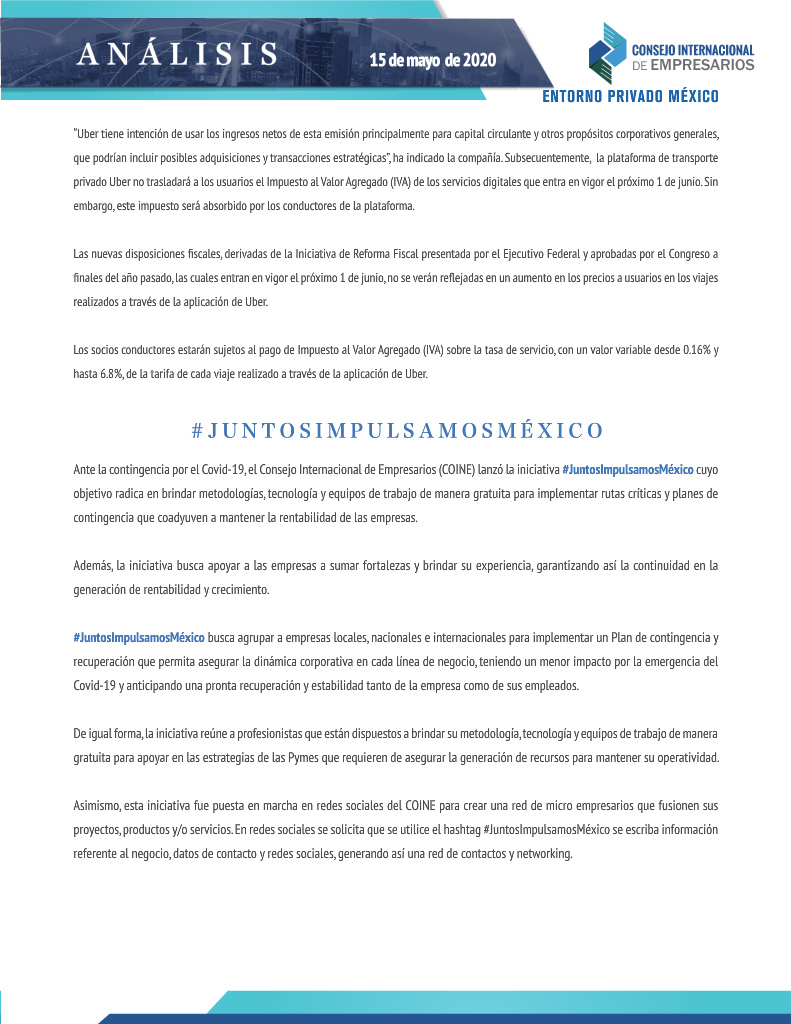 ANÁLISIS
15 de mayo de 2020
CONSEJO INTERNACIONAL
DE EMPRESARIOS
ENTORNO PRIVADO MÉXICO
"Uber tiene intención de usar los ingresos netos de esta emisión principalmente para capital circulante y otros propósitos corporativos generales,
que podrían incluir posibles adquisiciones y transacciones estratégicas", ha indicado la compañía. Subsecuentemente, la plataforma de transporte
privado Uber no trasladará a los usuarios el Impuesto al Valor Agregado (IVA) de los servicios digitales que entra en vigor el próximo 1 de junio. Sin
embargo, este impuesto será absorbido por los conductores de la plataforma.
Las nuevas disposiciones fiscales, derivadas de la Iniciativa de Reforma Fiscal presentada por el Ejecutivo Federal y aprobadas por el Congreso a
finales del año pasado, las cuales entran en vigor el próximo 1 de junio, no se verán reflejadas en un aumento en los precios a usuarios en los viajes
realizados a través de la aplicación de Uber.
Los socios conductores estarán sujetos al pago de Impuesto al Valor Agregado (IVA) sobre la tasa de servicio, con un valor variable desde 0.16% y
hasta 6.8%, de la tarifa de cada viaje realizado a través de la aplicación de Uber.
#JUNTOSIMPULSAMOSMÉXICO
Ante la contingencia por el Covid-19, el Consejo Internacional de Empresarios (COINE) lanzó la iniciativa #JuntosImpulsamosMéxico cuyo
objetivo radica en brindar metodologías, tecnología y equipos de trabajo de manera gratuita para implementar rutas críticas y planes de
contingencia que coadyuven a mantener la rentabilidad de las empresas.
Además, la iniciativa busca apoyar a las empresas a sumar fortalezas y brindar su experiencia, garantizando así la continuidad en la
generación de rentabilidad y crecimiento.
#JuntosImpulsamosMéxico busca agrupar a empresas locales, nacionales e internacionales para implementar un Plan de contingencia y
recuperación que permita asegurar la dinámica corporativa en cada línea de negocio, teniendo un menor impacto por la emergencia del
Covid-19 y anticipando una pronta recuperación y estabilidad tanto de la empresa como de sus empleados.
De igual forma, la iniciativa reúne a profesionistas que están dispuestos a brindar su metodología, tecnología y equipos de trabajo de manera
gratuita para apoyar en las estrategias de las Pymes que requieren de asegurar la generación de recursos para mantener su operatividad.
Asimismo, esta iniciativa fue puesta en marcha en redes sociales del COINE para crear una red de micro empresarios que fusionen sus
proyectos, productos y/o servicios. En redes sociales se solicita que se utilice el hashtag #JuntosImpulsamosMéxico se escriba información
referente al negocio, datos de contacto y redes sociales, generando así una red de contactos y networking.